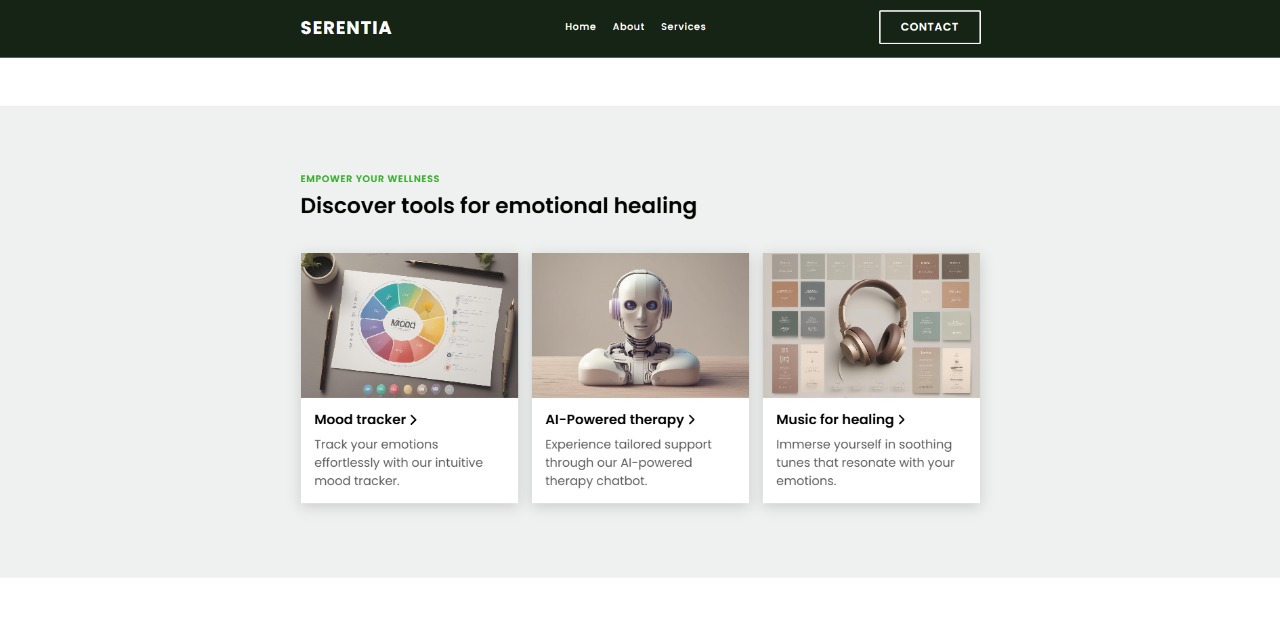 SERENTIA
Home About Services
CONTACT
EMPOWER YOUR WELLNESS
Discover tools for emotional healing
Mood
Mood tracker
Track your emotions
effortlessly with our intuitive
mood tracker.
AI-Powered therapy
Experience tailored support
through our AI-powered
therapy chatbot.
Music for healing
Immerse yourself in soothing
tunes that resonate with your
emotions.